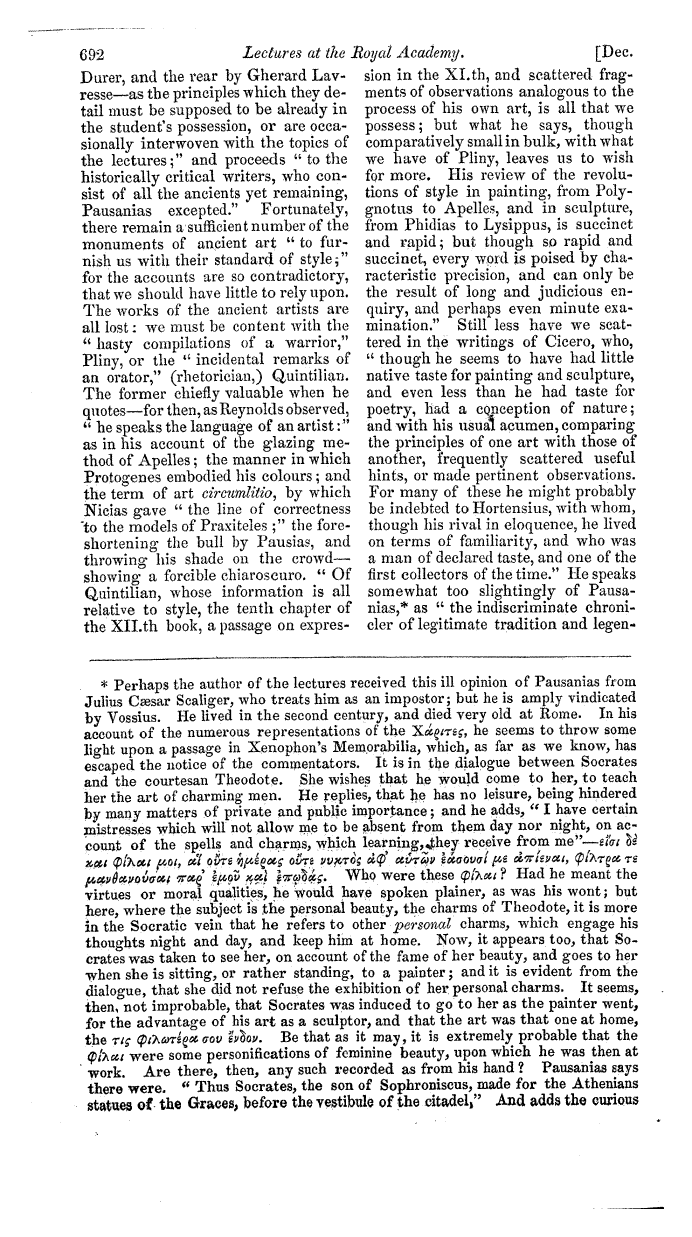 692
Lectures at the Royal Academy.
[Dec.
Durer, and the rear by Gherard Lav-
resse—as the principles which they de-
tail must be supposed to be already in
the student's possession, or are occa-
sionally interwoven with the topics of
the lectures;" and proceeds " to the
historically critical writers, who con-
sist of all the ancients yet remaining,
Pausanias excepted." Fortunately,
there remain a sufficient number of the
monuments of ancient art " to fur-
nish us with their standard of style;"
for the accounts are so contradictory,
that we should have little to rely upon.
The works of the ancient artists are
all lost: we must be content with the
" hasty compilations of a warrior,"
Pliny, or the " incidental remarks of
an orator," (rhetorician,) Quintilian.
The former chiefly valuable when he
quotes—for then, as Reynolds observed,
" he speaks the language of an artist:"
as in his account of the glazing me-
thod of Apelles; the manner in which
Protogenes embodied his colours; and
the term of art circumlitio, by which
Nicias gave " the line of correctness
to the models of Praxiteles;" the fore-
shortening the bull by Pausias, and
throwing his shade on the crowd—
showing a forcible chiaroscuro. " Of
Quintilian, whose information is all
relative to style, the tenth chapter of
the XII.th book, a passage on expres-
sion in the XI.th, and scattered frag-
ments of observations analogous to the
process of his own art, is all that we
possess; but what he says, though
comparatively small in bulk, with what
we have of Pliny, leaves us to wish
for more. His review of the revolu-
tions of style in painting, from Poly-
gnotus to Apelles, and in sculpture,
from Phidias to Lysippus, is succinct
and rapid; but though so rapid and
succinct, every word is poised by cha-
racteristic precision, and can only be
the result of long and judicious en-
quiry, and perhaps even minute exa-
mination." Still less have we scat-
tered in the writings of Cicero, who,
" though he seems to have had little
native taste for painting and sculpture,
and even less than he had taste for
poetry, had a conception of nature;
and with his usual acumen, comparing
the principles of one art with those of
another, frequently scattered useful
hints, or made pertinent observations.
For many of these he might probably
be indebted to Hortensius, with whom,
though his rival in eloquence, he lived
on terms of familiarity, and who was
a man of declared taste, and one of the
first collectors of the time." He speaks
somewhat too slightingly of Pausa-
nias,* as " the indiscriminate chroni-
cler of legitimate tradition and legen-
* Perhaps the author of the lectures received this ill opinion of Pausanias from
Julius Cæsar Scaliger, who treats him as an impostor; but he is amply vindicated
by Vossius. He lived in the second century, and died very old at Rome. In his
account of the numerous representations of the Χάριτες, he seems to throw some
light upon a passage in Xenophon's Memorabilia, which, as far as we know, has
escaped the notice of the commentators. It is in the dialogue between Socrates
and the courtesan Theodote. She wishes that he would come to her, to teach
her the art of charming men. He replies, that he has no leisure, being hindered
by many matters of private and public importance; and he adds, " I have certain
mistresses which will not allow me to be absent from them day nor night, on ac-
count of the spells and charms, which learning, they receive from me"—εἰσὶ δὲ
και φίλαι μοι, αἳ οὔτε ἡμέρας οὔτε νυκτὸς ἀφ' αὑτῶν ἐάσουσί με ἀπιέναι, φίλτρα τε
μανθανούσαι παρ' ἐμοῦ καὶ ἐπῳδάς. Who were these φίλαι? Had he meant the
virtues or moral qualities, he would have spoken plainer, as was his wont; but
here, where the subject is the personal beauty, the charms of Theodote, it is more
in the Socratic vein that he refers to other personal charms, which engage his
thoughts night and day, and keep him at home. Now, it appears too, that So-
crates was taken to see her, on account of the fame of her beauty, and goes to her
when she is sitting, or rather standing, to a painter; and it is evident from the
dialogue, that she did not refuse the exhibition of her personal charms. It seems,
then, not improbable, that Socrates was induced to go to her as the painter went,
for the advantage of his art as a sculptor, and that the art was that one at home,
the τις φιλωτέρα σου ἔνδον. Be that as it may, it is extremely probable that the
φίλαι were some personifications of feminine beauty, upon which he was then at
work. Are there, then, any such recorded as from his hand? Pausanias says
there were. " Thus Socrates, the son of Sophroniscus, made for the Athenians
statues of the Graces, before the vestibule of the citadel," And adds the curious